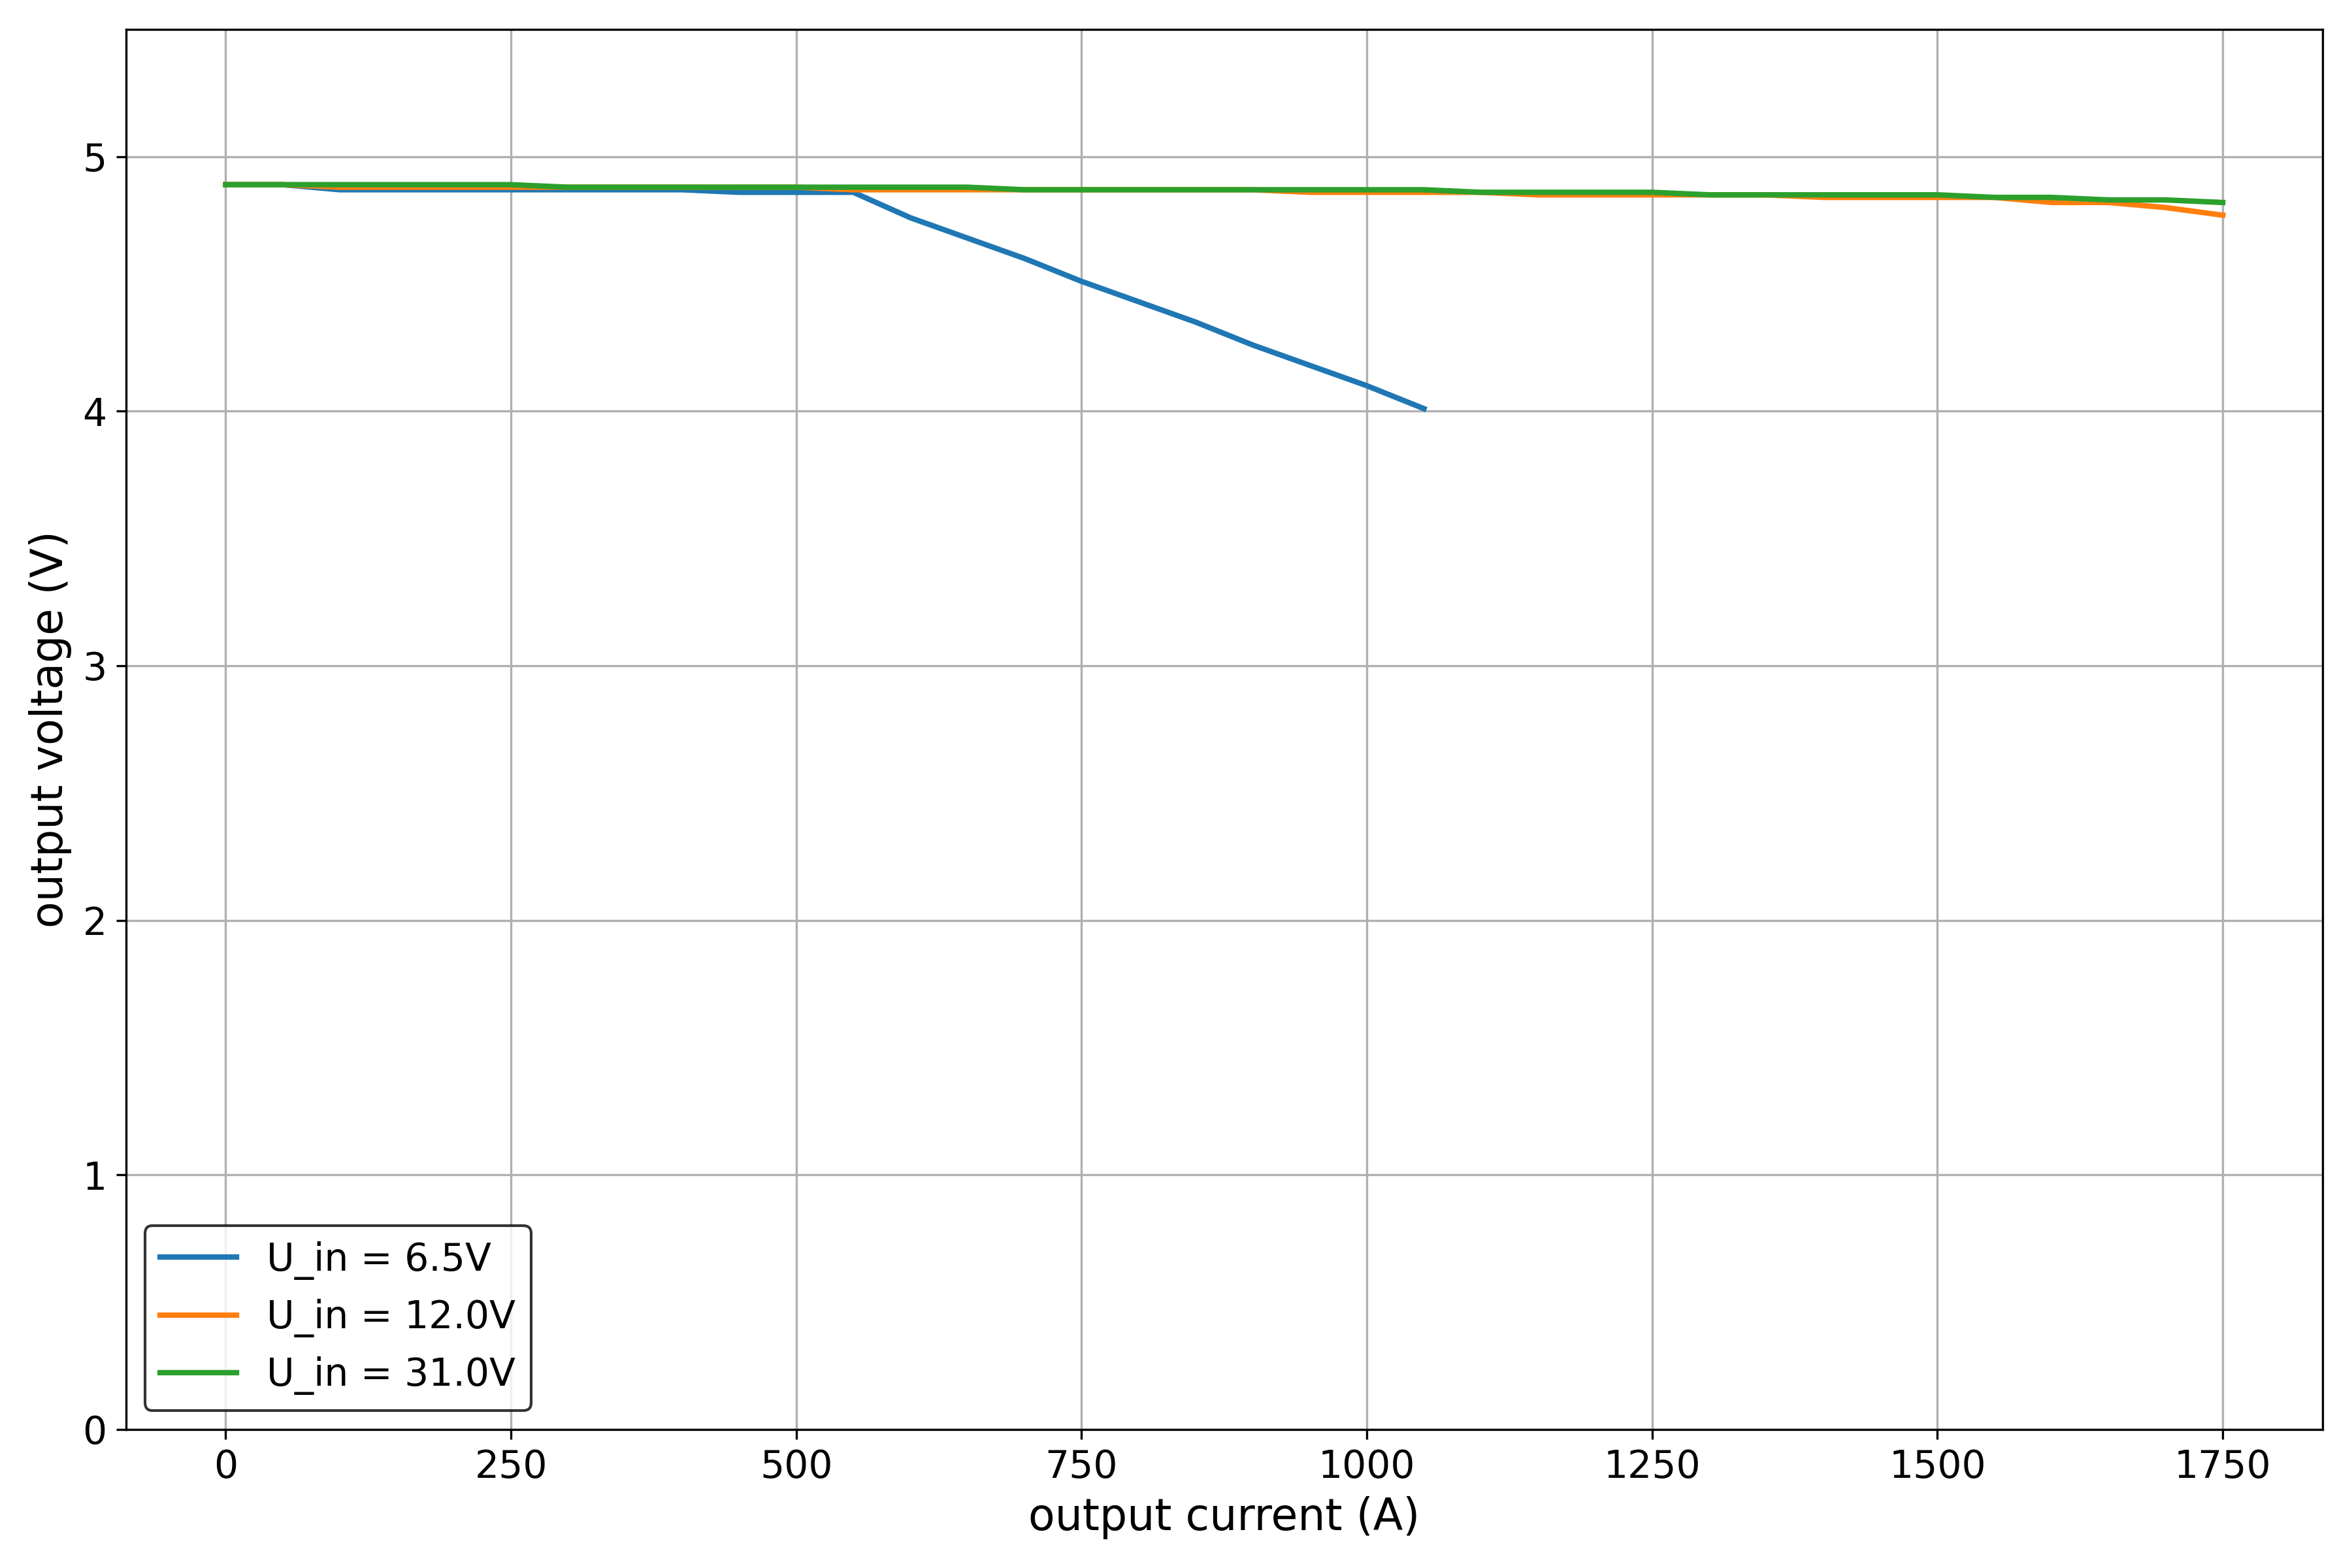 output voltage (V)
5
4
3
2
1
0
U_in = 6.5V
U_in = 12.0V
U_in = 31.0V
0 250 500 750 1000 1250 1500 1750
output current (A)